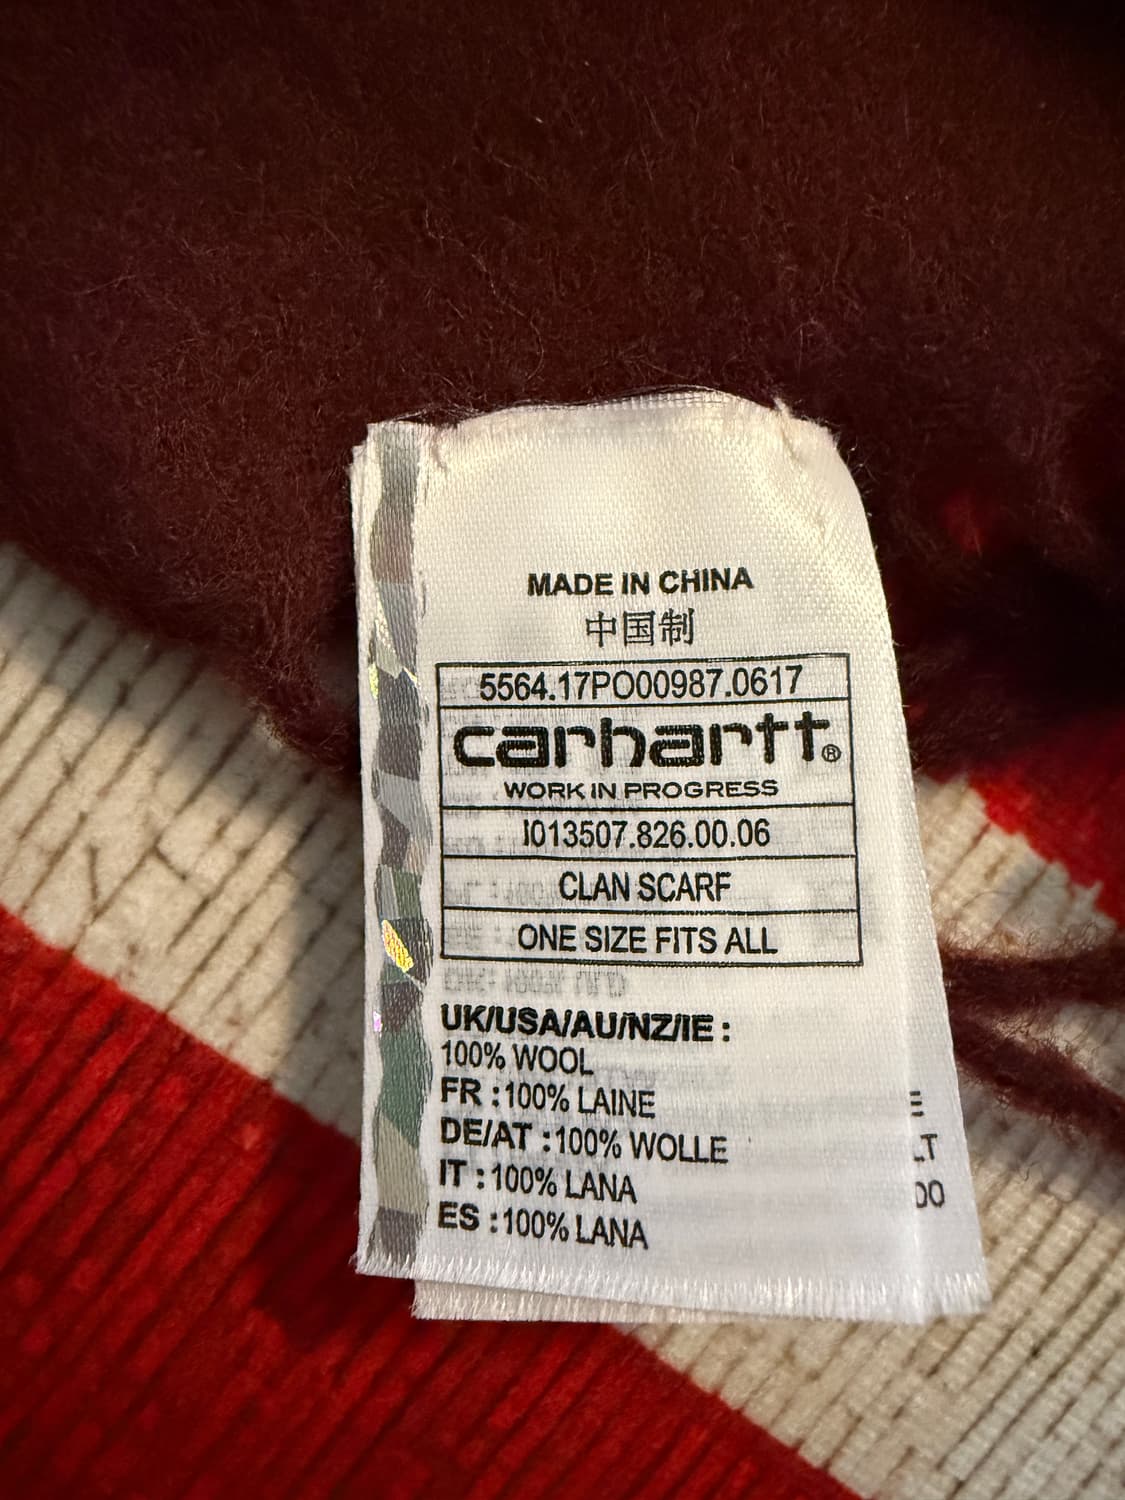 MADE IN CHINA
中国制
5564.17PO00987.0617
carhartt®
WORK IN PROGRESS
I013507.826.00.06
CLAN SCARF
ONE SIZE FITS ALL
UK/USA/AU/NZ/IE :
100% WOOL
FR :100% LAINE
DE/AT :100% WOLLE
IT :100% LANA
ES :100% LANA